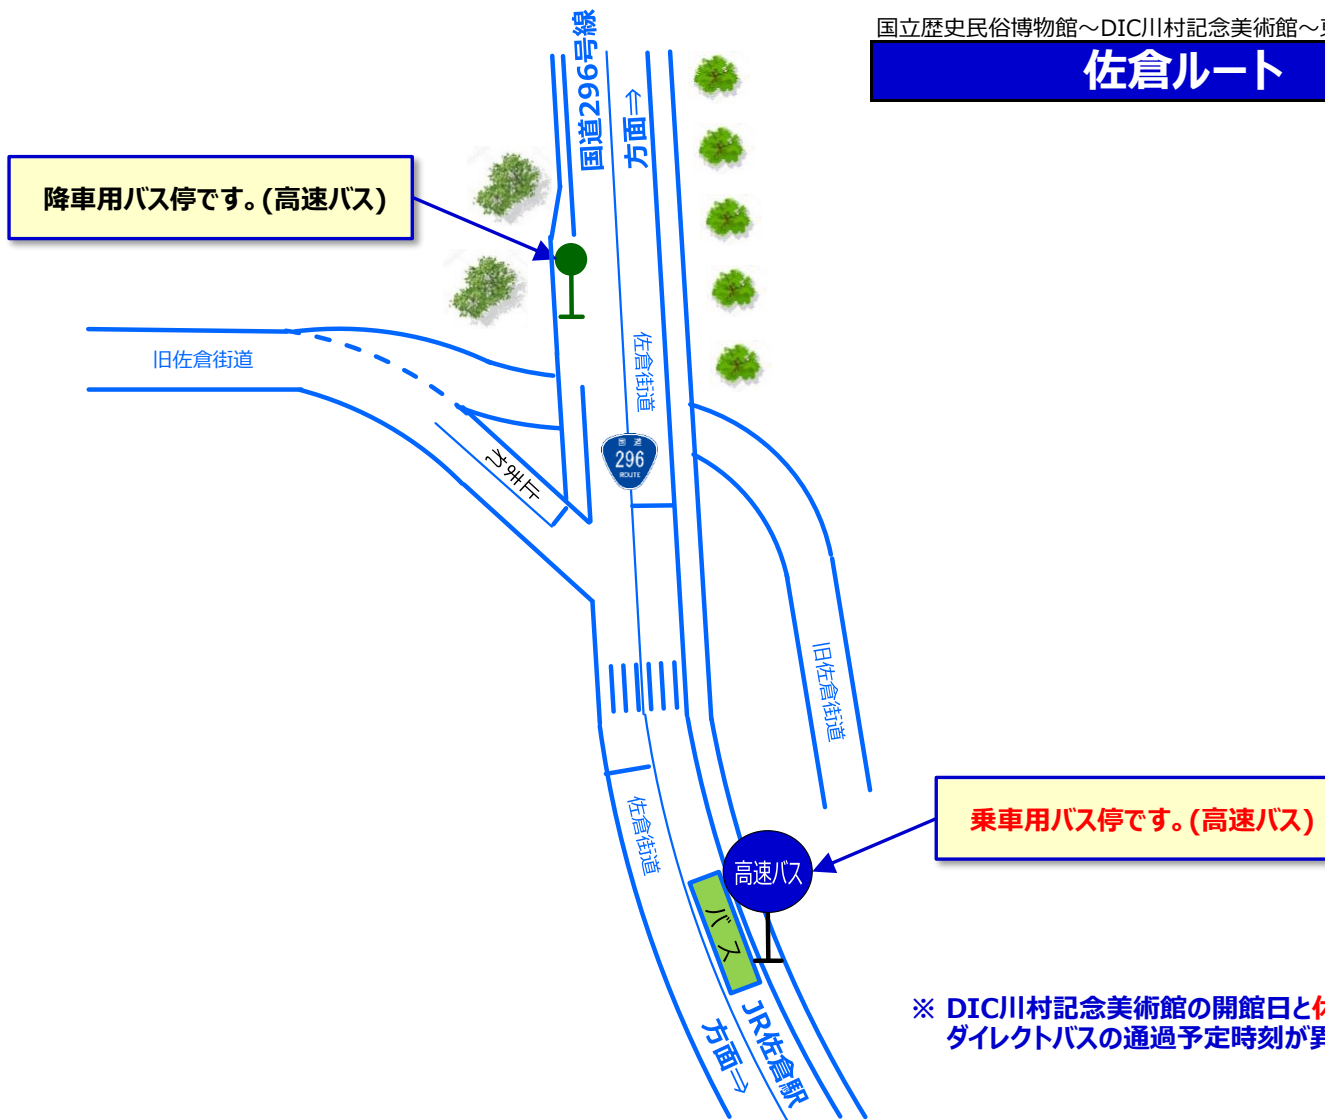 国立歴史民俗博物館～DIC川村記念美術館～
佐倉ルート
国道296号線
方面⇒
降車用バス停です。(高速バス)
旧佐倉街道
佐倉街道
止まれ
国道
296
ROUTE
旧佐倉街道
佐倉街道
乗車用バス停です。(高速バス)
高速バス
バス
JR佐倉駅
方面⇒
※ DIC川村記念美術館の開館日と
ダイレクトバスの通過予定時刻が